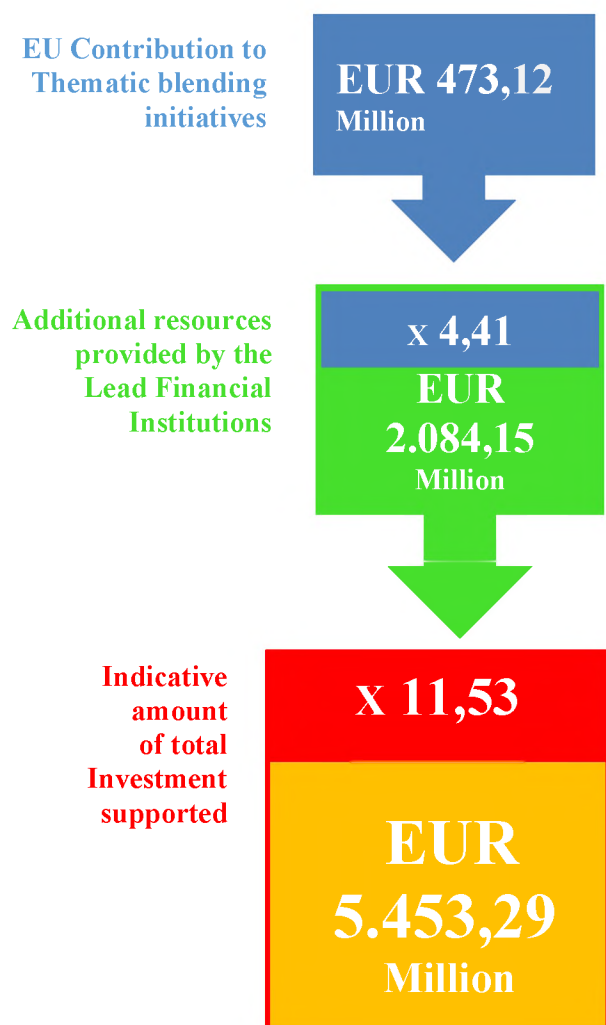 EU Contribution to
Thematic blending
initiatives
EUR 473,12
Million
Additional resources
provided by the
Lead Financial
Institutions
x 4,41
EUR
2.084,15
Million
Indicative
amount
of total
Investment
supported
x 11,53
EUR
5.453,29
Million